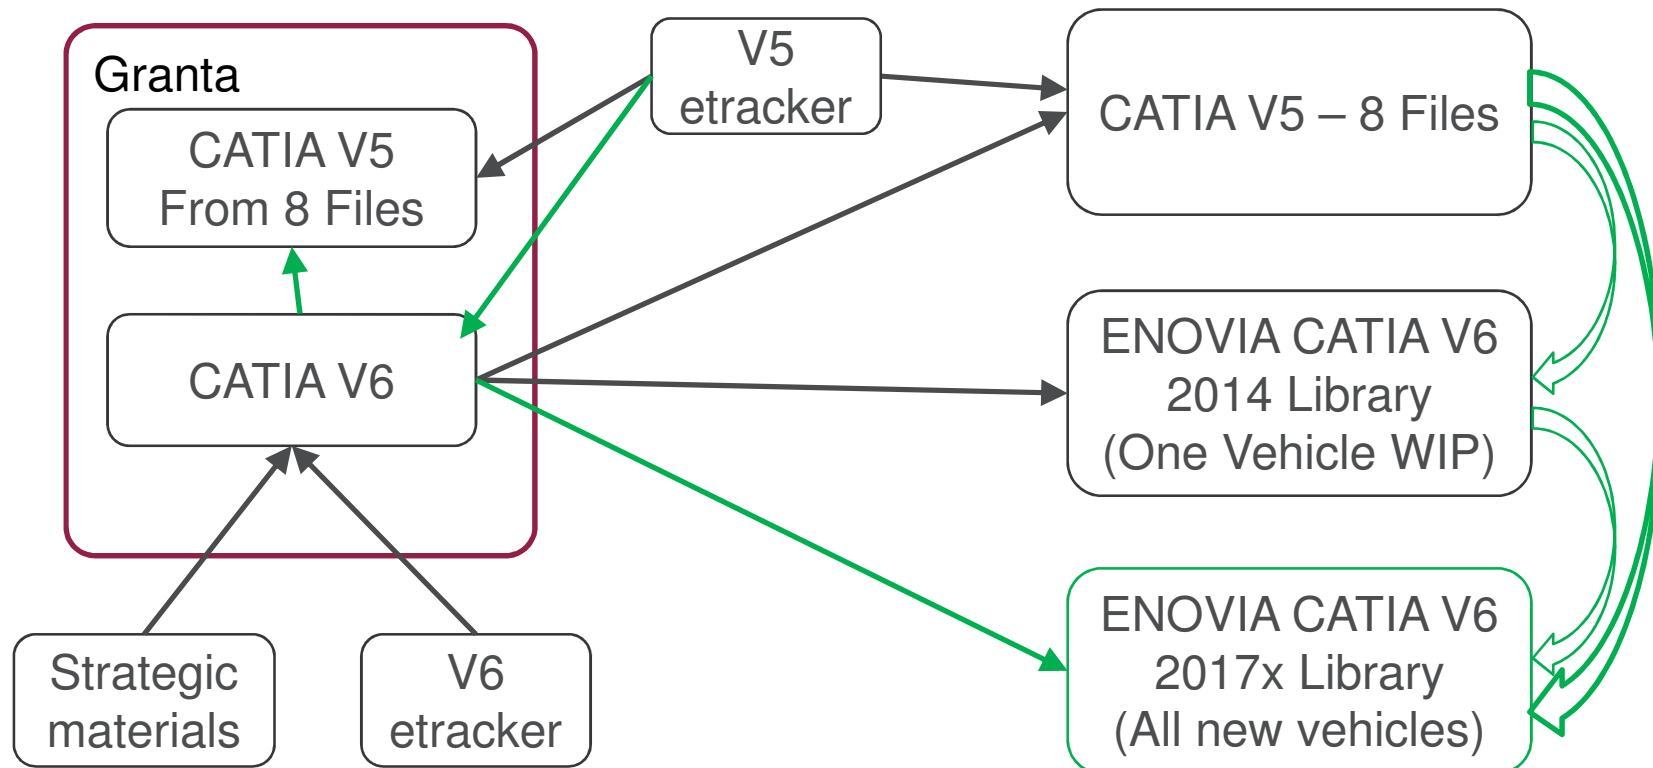 Granta
CATIA V5
From 8 Files
CATIA V6
Strategic
materials
V6
etracker
V5
etracker
CATIA V5 – 8 Files
ENOVIA CATIA V6
2014 Library
(One Vehicle WIP)
ENOVIA CATIA V6
2017x Library
(All new vehicles)